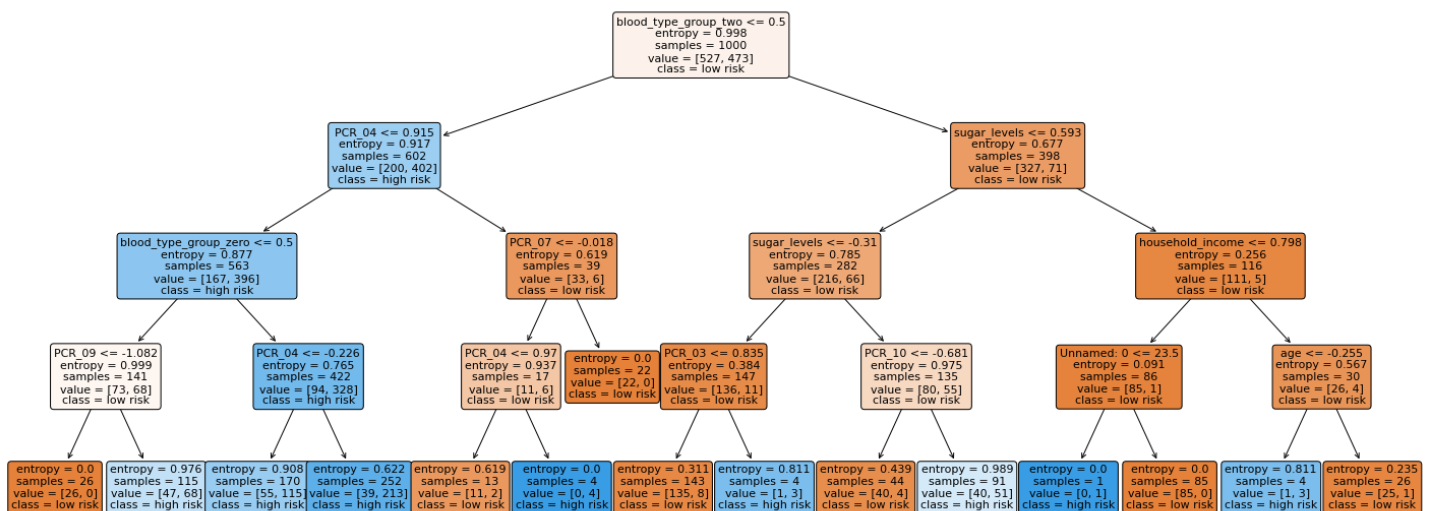 blood_type_group_two <= 0.5
entropy = 0.998
samples = 1000
value = [527, 473]
class = low risk
PCR_04 <= 0.915
entropy = 0.917
samples = 602
value = [200, 402]
class = high risk
sugar_levels <= 0.593
entropy = 0.677
samples = 398
value = [327, 71]
class = low risk
blood_type_group_zero <= 0.5
entropy = 0.877
samples = 563
value = [167, 396]
class = high risk
PCR_07 <= -0.018
entropy = 0.619
samples = 39
value = [33, 6]
class = low risk
sugar_levels <= -0.31
entropy = 0.785
samples = 282
value = [216, 66]
class = low risk
household_income <= 0.798
entropy = 0.256
samples = 116
value = [111, 5]
class = low risk
PCR_09 <= -1.082
entropy = 0.999
samples = 141
value = [73, 68]
class = low risk
PCR_04 <= -0.226
entropy = 0.765
samples = 422
value = [94, 328]
class = high risk
PCR_04 <= 0.97
entropy = 0.937
samples = 17
value = [11, 6]
class = low risk
entropy = 0.0
samples = 22
value = [22, 0]
class = low risk
PCR_03 <= 0.835
entropy = 0.384
samples = 147
value = [136, 11]
class = low risk
PCR_10 <= -0.681
entropy = 0.975
samples = 135
value = [80, 55]
class = low risk
Unnamed: 0 <= 23.5
entropy = 0.091
samples = 86
value = [85, 1]
class = low risk
age <= -0.255
entropy = 0.567
samples = 30
value = [26, 4]
class = low risk
entropy = 0.0
samples = 26
value = [26, 0]
class = low risk
entropy = 0.976
samples = 115
value = [47, 68]
class = high risk
entropy = 0.908
samples = 170
value = [55, 115]
class = high risk
entropy = 0.622
samples = 252
value = [39, 213]
class = high risk
entropy = 0.619
samples = 13
value = [11, 2]
class = low risk
entropy = 0.0
samples = 4
value = [0, 4]
class = high risk
entropy = 0.311
samples = 143
value = [135, 8]
class = low risk
entropy = 0.811
samples = 4
value = [1, 3]
class = high risk
entropy = 0.439
samples = 44
value = [40, 4]
class = low risk
entropy = 0.989
samples = 91
value = [40, 51]
class = high risk
entropy = 0.0
samples = 1
value = [0, 1]
class = high risk
entropy = 0.0
samples = 85
value = [85, 0]
class = low risk
entropy = 0.811
samples = 4
value = [1, 3]
class = high risk
entropy = 0.235
samples = 26
value = [25, 1]
class = low risk